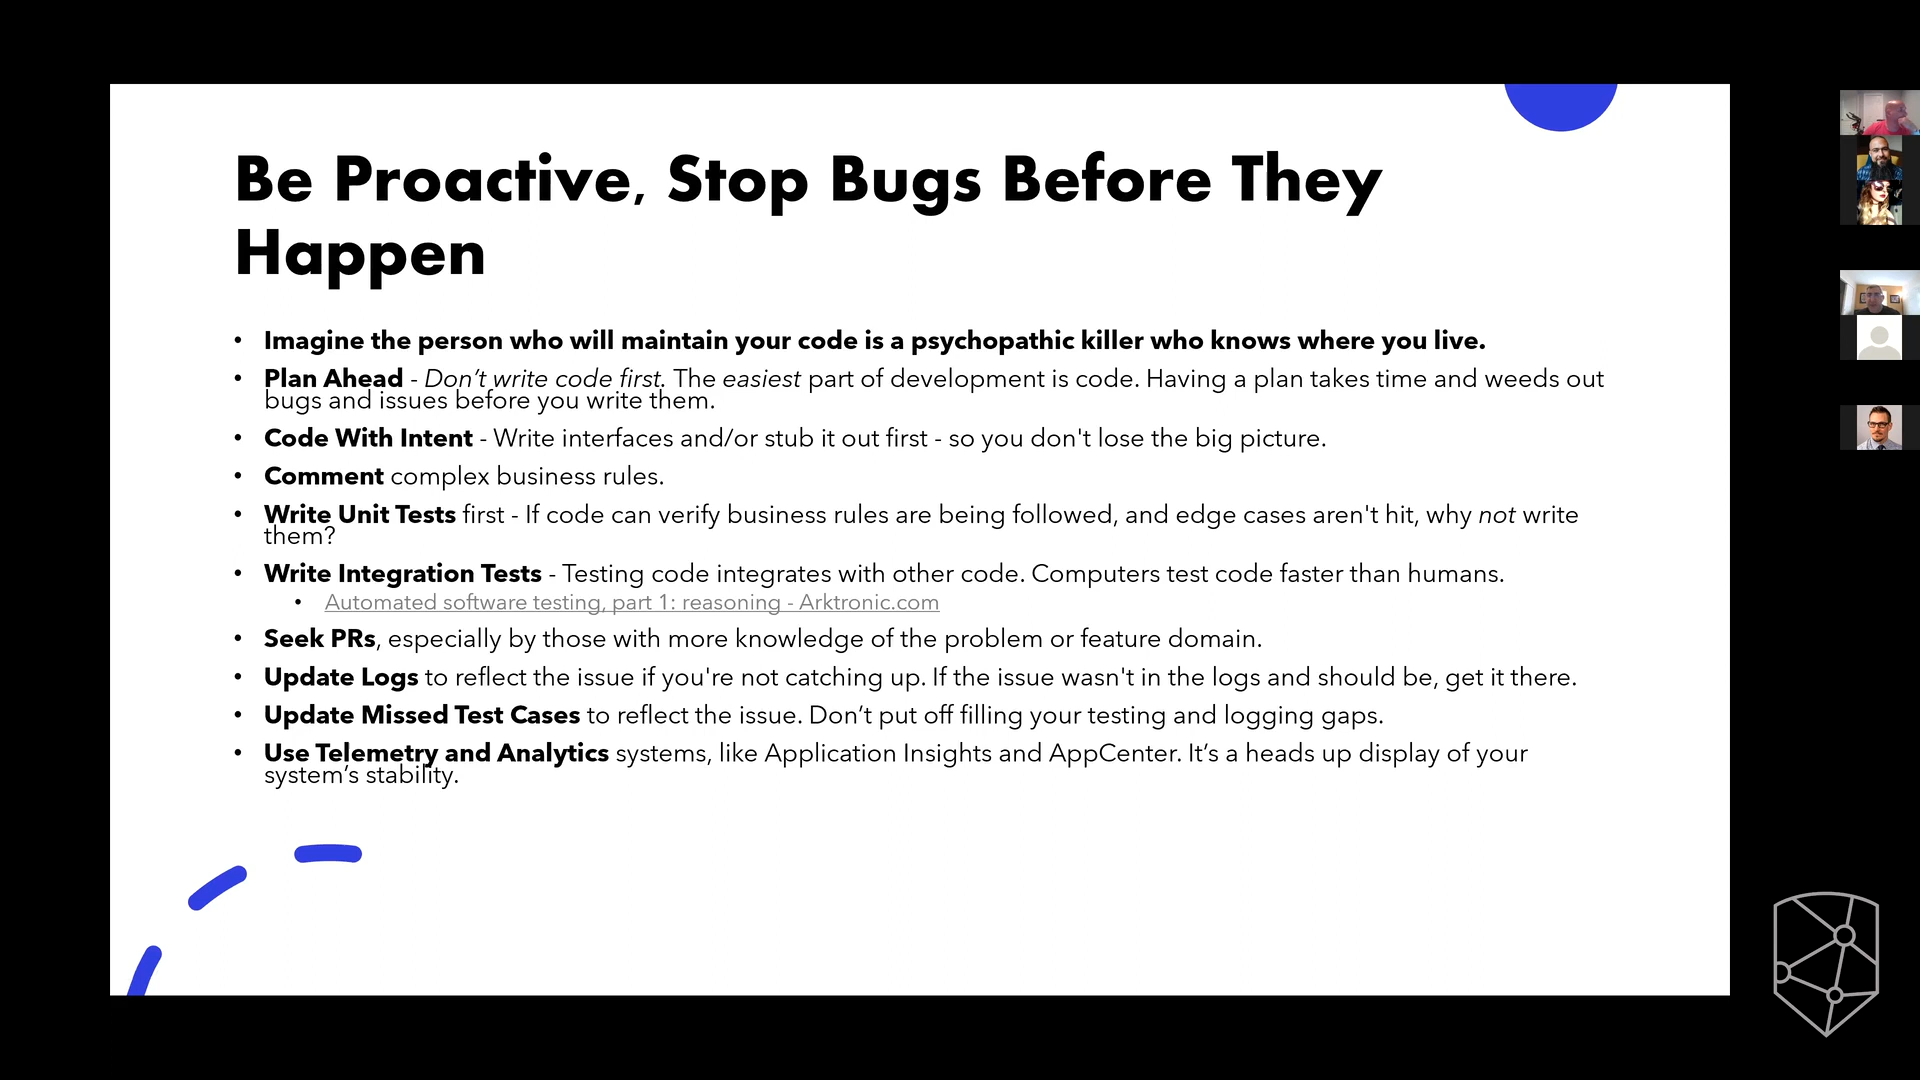 Be Proactive, Stop Bugs Before They
Happen
• Imagine the person who will maintain your code is a psychopathic killer who knows where you live.
• Plan Ahead - Don’t write code first. The easiest part of development is code. Having a plan takes time and weeds out
bugs and issues before you write them.
• Code With Intent - Write interfaces and/or stub it out first - so you don't lose the big picture.
• Comment complex business rules.
• Write Unit Tests first - If code can verify business rules are being followed, and edge cases aren't hit, why not write
them?
• Write Integration Tests - Testing code integrates with other code. Computers test code faster than humans.
• Automated software testing, part 1: reasoning - Arktronic.com
• Seek PRs, especially by those with more knowledge of the problem or feature domain.
• Update Logs to reflect the issue if you're not catching up. If the issue wasn't in the logs and should be, get it there.
• Update Missed Test Cases to reflect the issue. Don’t put off filling your testing and logging gaps.
• Use Telemetry and Analytics systems, like Application Insights and AppCenter. It’s a heads up display of your
system’s stability.